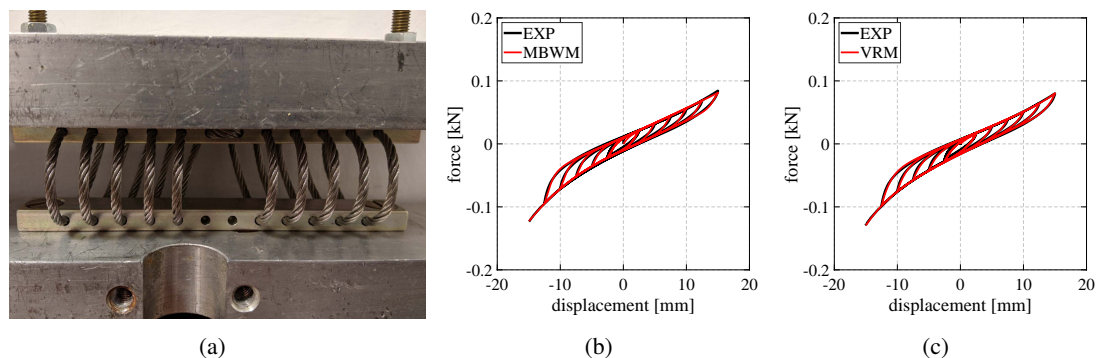 EXP
MBWM
0.2
0.1
0
-0.1
-0.2
force [kN]
-20
-10
0
10
20
displacement [mm]
EXP
VRM
0.2
0.1
0
-0.1
-0.2
force [kN]
-20
-10
0
10
20
displacement [mm]
(a)
(b)
(c)